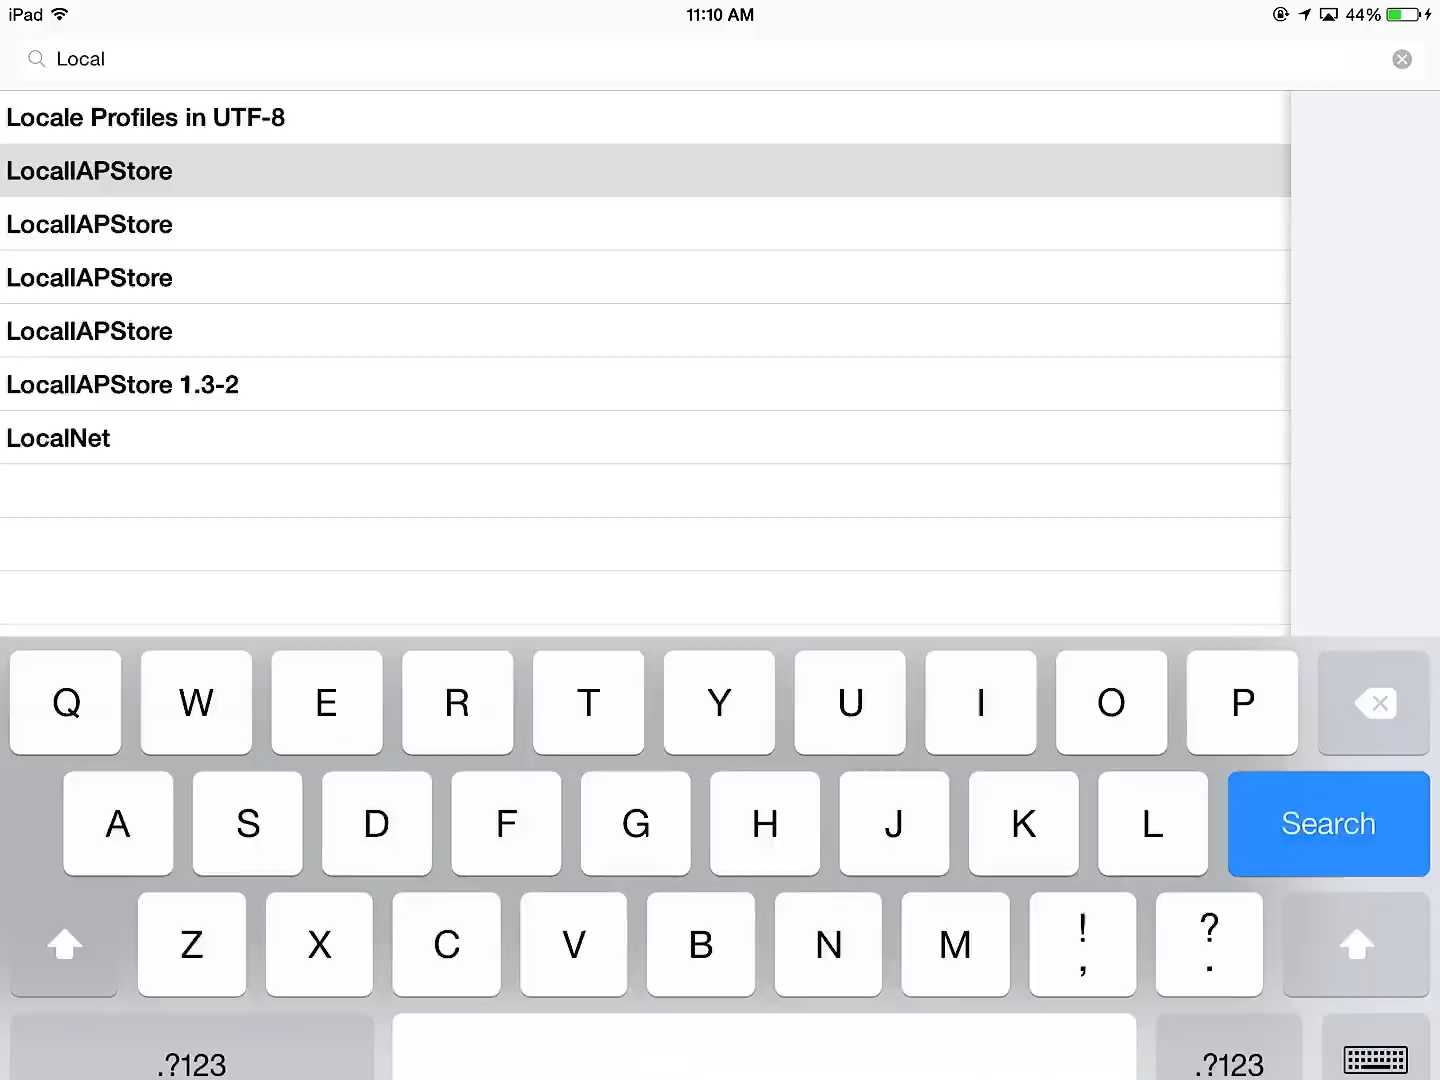 iPad 11:10 AM 44%
Local
Locale Profiles in UTF-8
LocalIAPStore
LocalIAPStore
LocalIAPStore
LocalIAPStore
LocalIAPStore 1.3-2
LocalNet
Q W E R T Y U I O P
A S D F G H J K L Search
Z X C V B N M ! , ? .
.?123 .?123